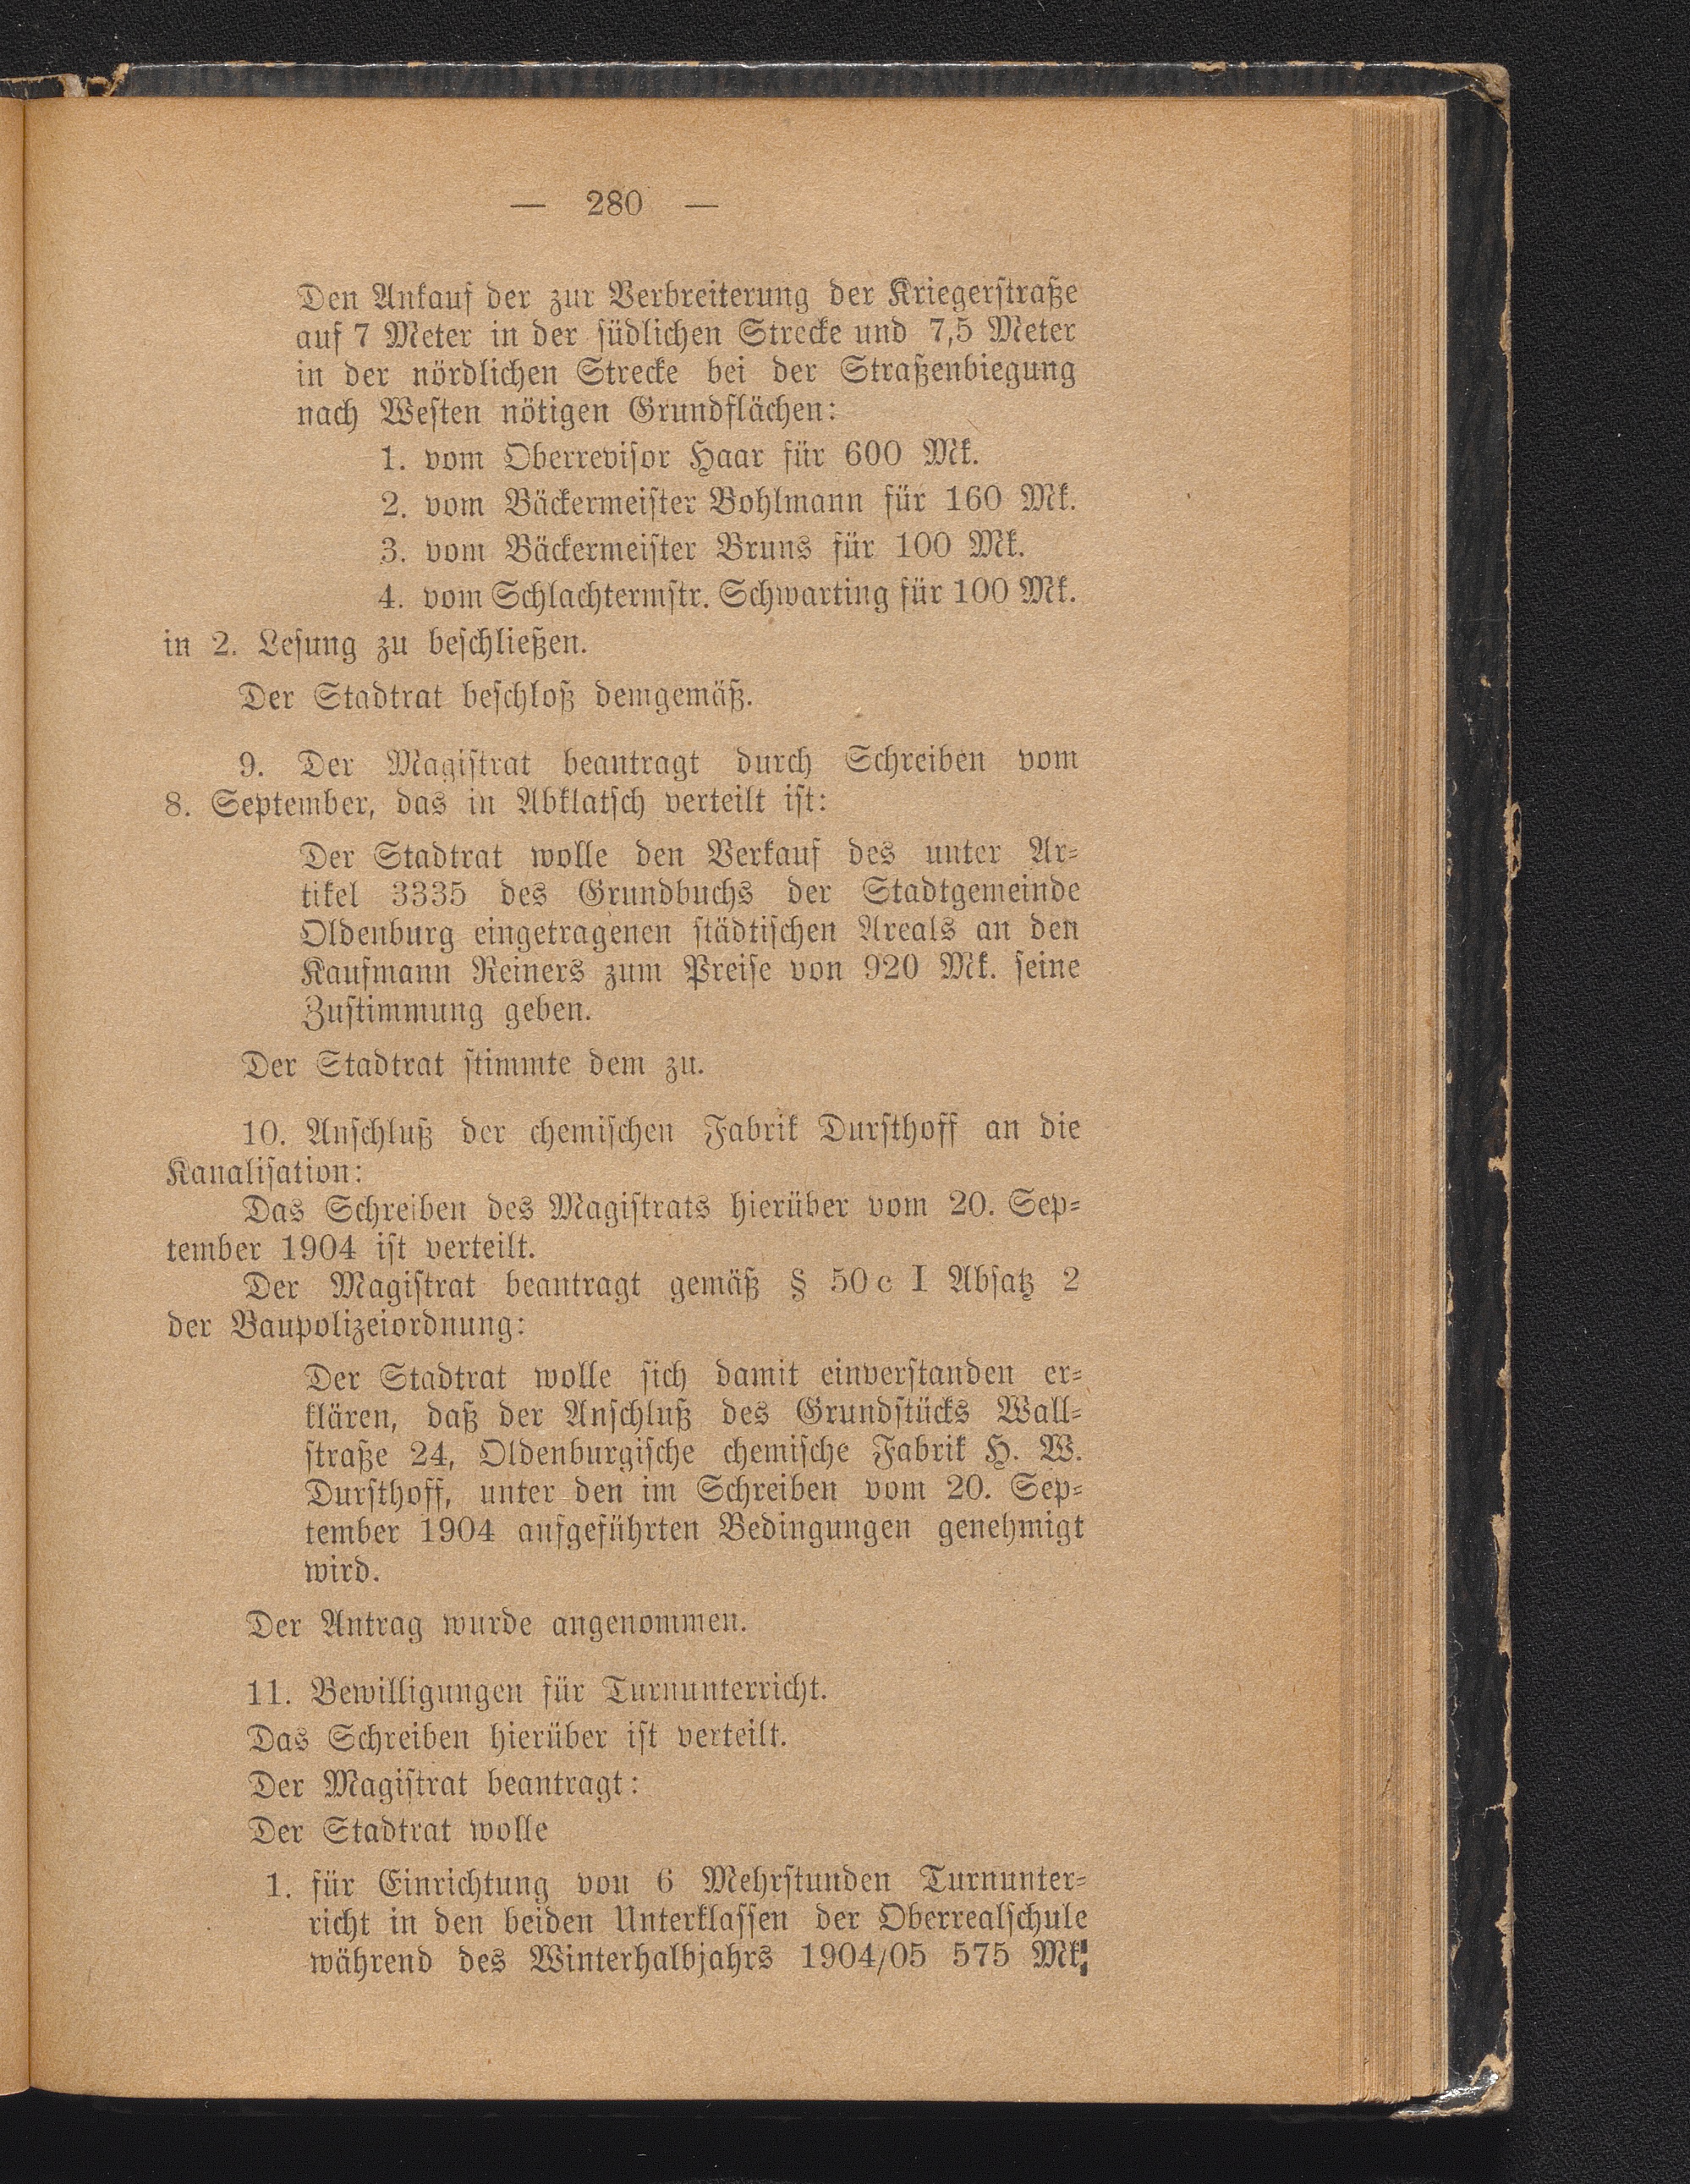 — 280 —
Den Ankauf der zur Verbreiterung der Kriegerstraße
auf 7 Meter in der südlichen Strecke und 7,5 Meter
in der nördlichen Strecke bei der Straßenbiegung
nach Westen nötigen Grundflächen:
1. vom Oberrevisor Haar für 600 Mk.
2. vom Bäckermeister Bohlmann für 160 Mk.
3. vom Bäckermeister Bruns für 100 Mk.
4. vom Schlachtermstr. Schwarting für 100 Mk.
in 2. Lesung zu beschließen.
Der Stadtrat beschloß demgemäß.
9. Der Magistrat beantragt durch Schreiben vom
8. September, das in Abklatsch verteilt ist:
Der Stadtrat wolle den Verkauf des unter Ar-
tikel 3335 des Grundbuchs der Stadtgemeinde
Oldenburg eingetragenen städtischen Areals an den
Kaufmann Reiners zum Preise von 920 Mk. seine
Zustimmung geben.
Der Stadtrat stimmte dem zu.
10. Anschluß der chemischen Fabrik Dursthoff an die
Kanalisation:
Das Schreiben des Magistrats hierüber vom 20. Sep-
tember 1904 ist verteilt.
Der Magistrat beantragt gemäß § 50 c I Absatz 2
der Baupolizeiordnung:
Der Stadtrat wolle sich damit einverstanden er-
klären, daß der Anschluß des Grundstücks Wall-
straße 24, Oldenburgische chemische Fabrik H. W.
Dursthoff, unter den im Schreiben vom 20. Sep-
tember 1904 aufgeführten Bedingungen genehmigt
wird.
Der Antrag wurde angenommen.
11. Bewilligungen für Turnunterricht.
Das Schreiben hierüber ist verteilt.
Der Magistrat beantragt:
Der Stadtrat wolle
1. für Einrichtung von 6 Mehrstunden Turnunter-
richt in den beiden Unterklassen der Oberrealschule
während des Winterhalbjahrs 1904/05 575 Mk.